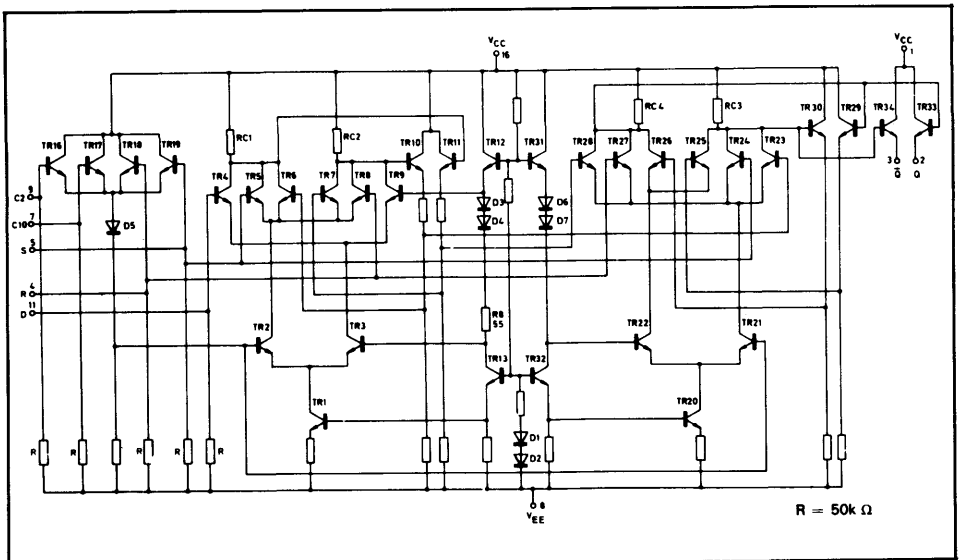 VCC
16
VCC
1
RC1
RC2
RC4
RC3
TR16 TR17 TR18 TR19
TR4 TR5 TR6 TR7 TR8 TR9
TR10 TR11 TR12 TR31
TR28 TR27 TR26 TR25 TR24 TR23
TR30 TR29 TR34 TR33
3 2
Q̅ Q
C2 9
C10 7
S 5
R 4
D 11
D5
D3
D4
D6
D7
R8
55
TR2 TR3
TR22 TR21
TR13 TR32
TR1
TR20
D1
D2
R R R R R
8
VEE
R = 50k Ω